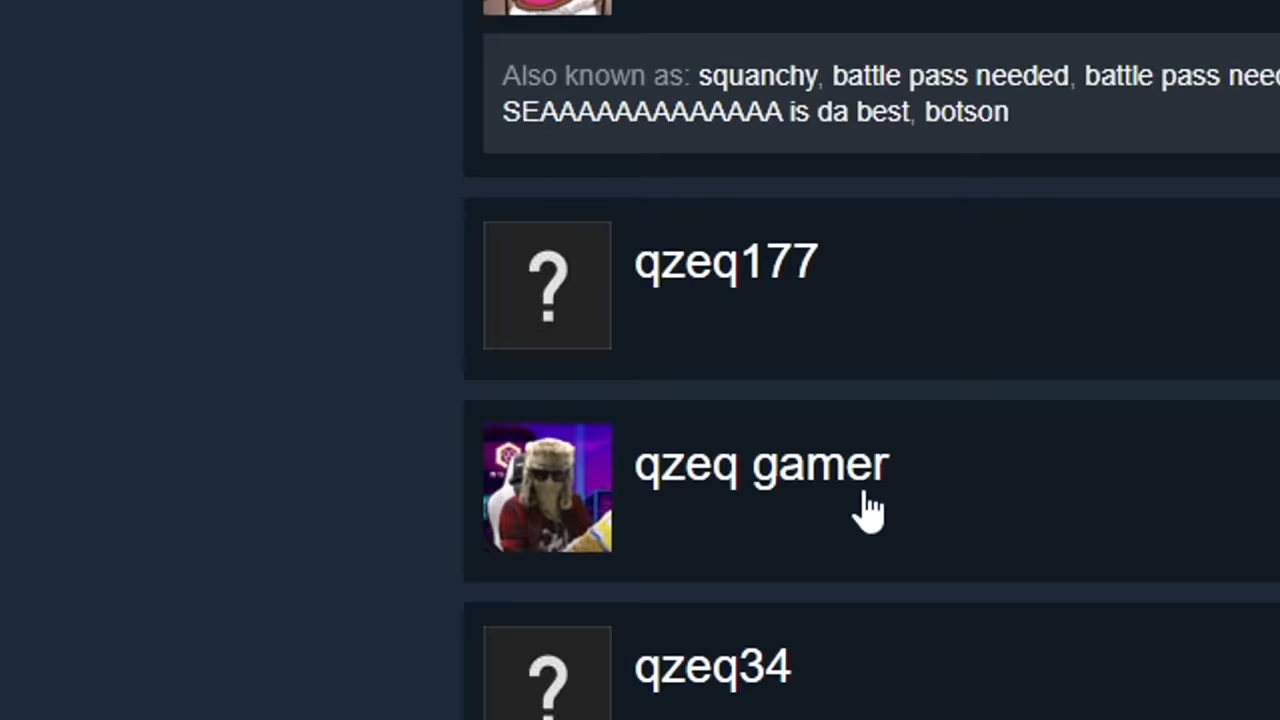 Also known as: squanchy, battle pass needed, battle pass nee
SEAAAAAAAAAAAAA is da best, botson
qzeq177
qzeq gamer
qzeq34